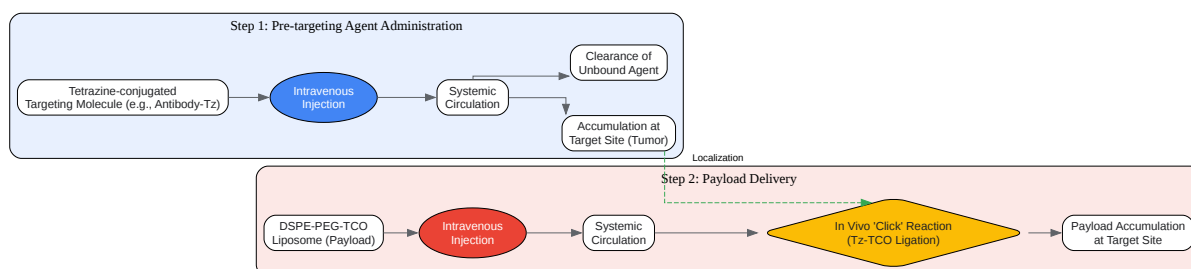 Step 1: Pre-targeting Agent Administration
Clearance of
Unbound Agent
Tetrazine-conjugated
Targeting Molecule (e.g., Antibody-Tz)
Intravenous
Injection
Systemic
Circulation
Accumulation at
Target Site (Tumor)
Localization
Step 2: Payload Delivery
DSPE-PEG-TCO
Liposome (Payload)
Intravenous
Injection
Systemic
Circulation
In Vivo 'Click' Reaction
(Tz-TCO Ligation)
Payload Accumulation
at Target Site